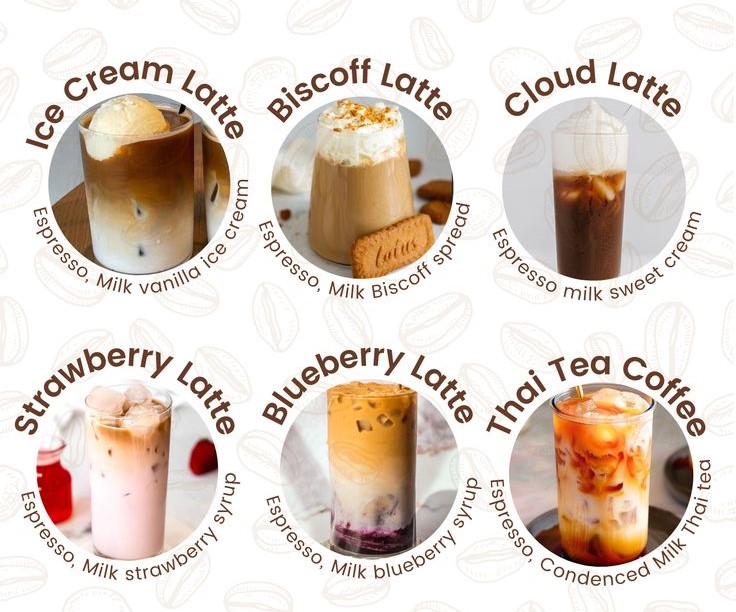 Ice Cream Latte
Espresso, Milk vanilla ice cream
Biscoff Latte
Lotus
Espresso, Milk Biscoff spread
Cloud Latte
Espresso milk sweet cream
Strawberry Latte
Espresso, Milk strawberry syrup
Blueberry Latte
Espresso, Milk blueberry syrup
Thai Tea Coffee
Espresso, Condenced Milk Thai tea